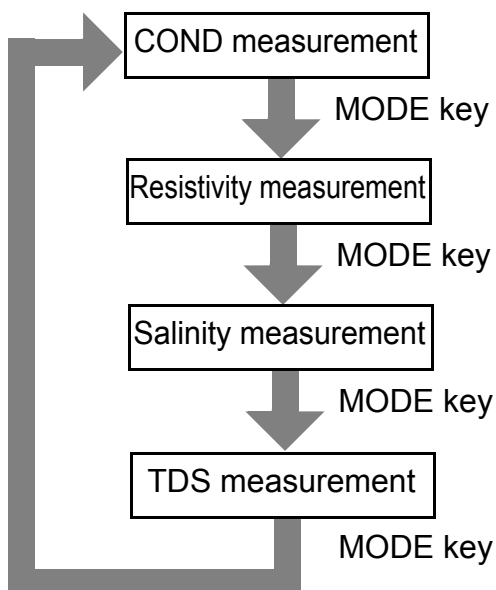 COND measurement
MODE key
Resistivity measurement
MODE key
Salinity measurement
MODE key
TDS measurement
MODE key